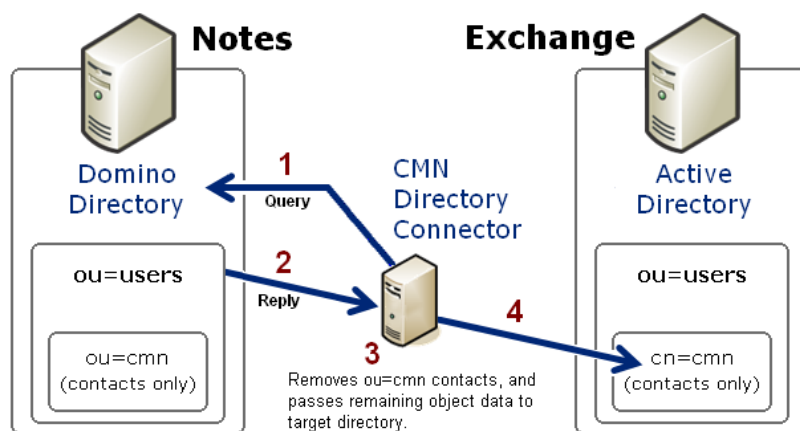 Notes
Exchange
Domino
Directory
1
Query
CMN
Directory
Connector
Active
Directory
ou=users
2
Reply
ou=cmn
(contacts only)
3
Removes ou=cmn contacts, and
passes remaining object data to
target directory.
4
ou=users
cn=cmn
(contacts only)